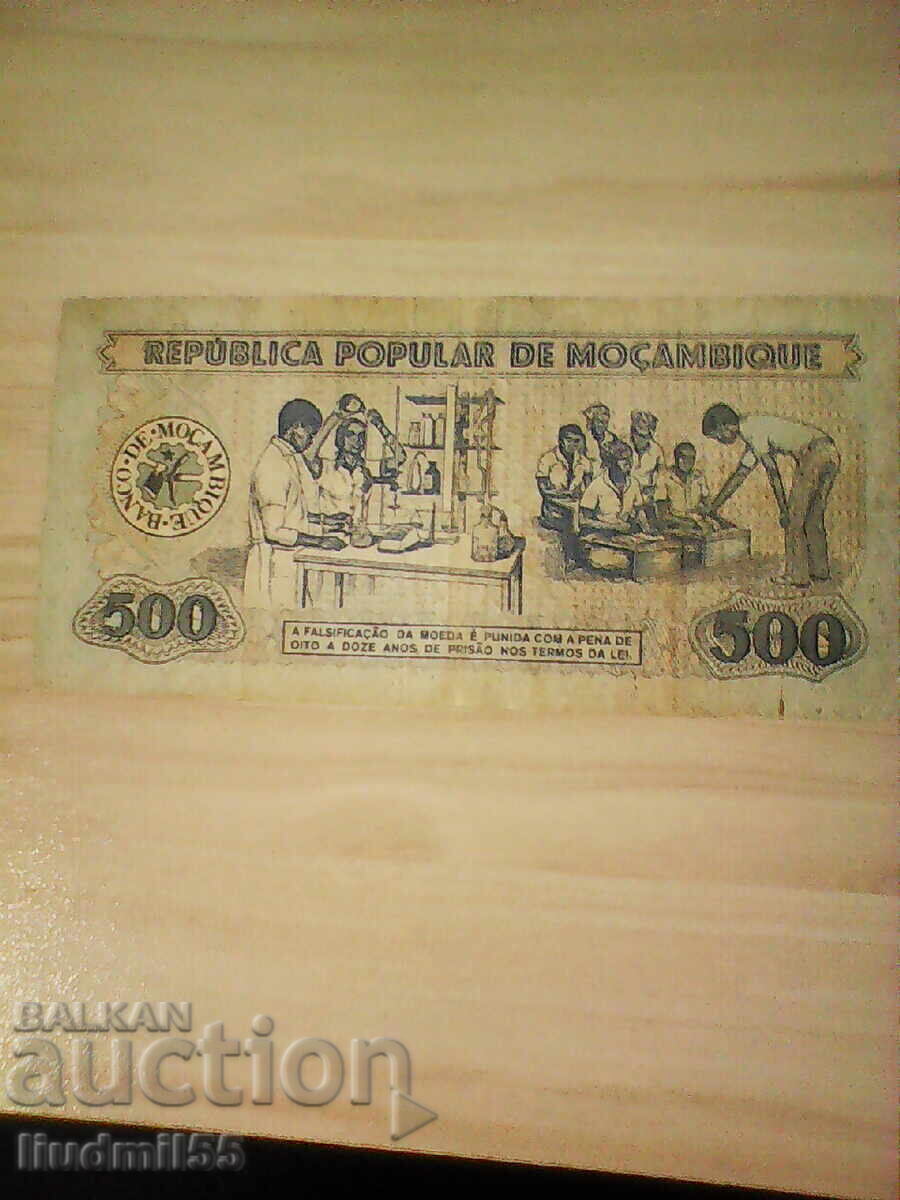 REPÚBLICA POPULAR DE MOÇAMBIQUE
BANCO·DE·MOÇAMBIQUE·
500
500
A FALSIFICAÇÃO DA MOEDA É PUNIDA COM A PENA DE
OITO A DOZE ANOS DE PRISÃO NOS TERMOS DA LEI.
BALKAN
auction
liudmil55